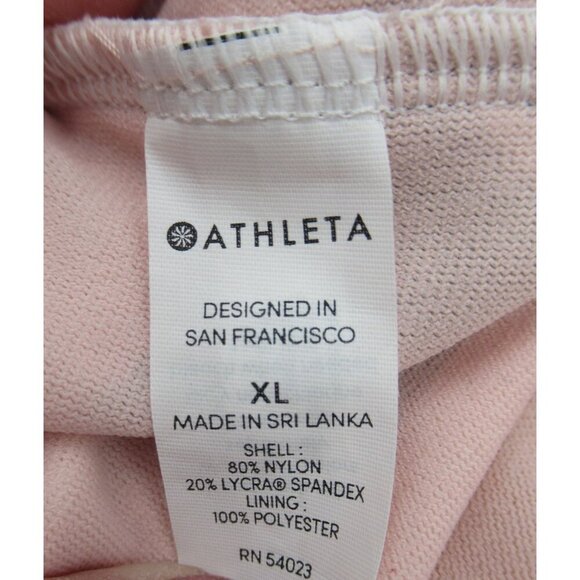 ATHLETA
DESIGNED IN
SAN FRANCISCO
XL
MADE IN SRI LANKA
SHELL :
80% NYLON
20% LYCRA® SPANDEX
LINING :
100% POLYESTER
RN 54023